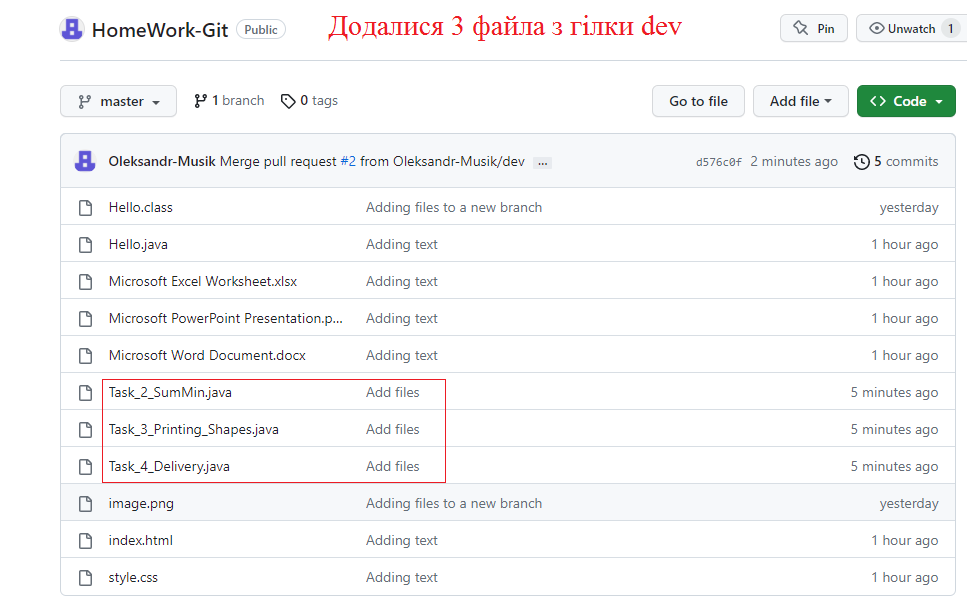 HomeWork-Git Public Додалися 3 файла з гілки dev Pin Unwatch 1
master 1 branch 0 tags Go to file Add file Code
Oleksandr-Musik Merge pull request #2 from Oleksandr-Musik/dev ... d576c0f 2 minutes ago 5 commits
Hello.class Adding files to a new branch yesterday
Hello.java Adding text 1 hour ago
Microsoft Excel Worksheet.xlsx Adding text 1 hour ago
Microsoft PowerPoint Presentation.p... Adding text 1 hour ago
Microsoft Word Document.docx Adding text 1 hour ago
Task_2_SumMin.java Add files 5 minutes ago
Task_3_Printing_Shapes.java Add files 5 minutes ago
Task_4_Delivery.java Add files 5 minutes ago
image.png Adding files to a new branch yesterday
index.html Adding text 1 hour ago
style.css Adding text 1 hour ago